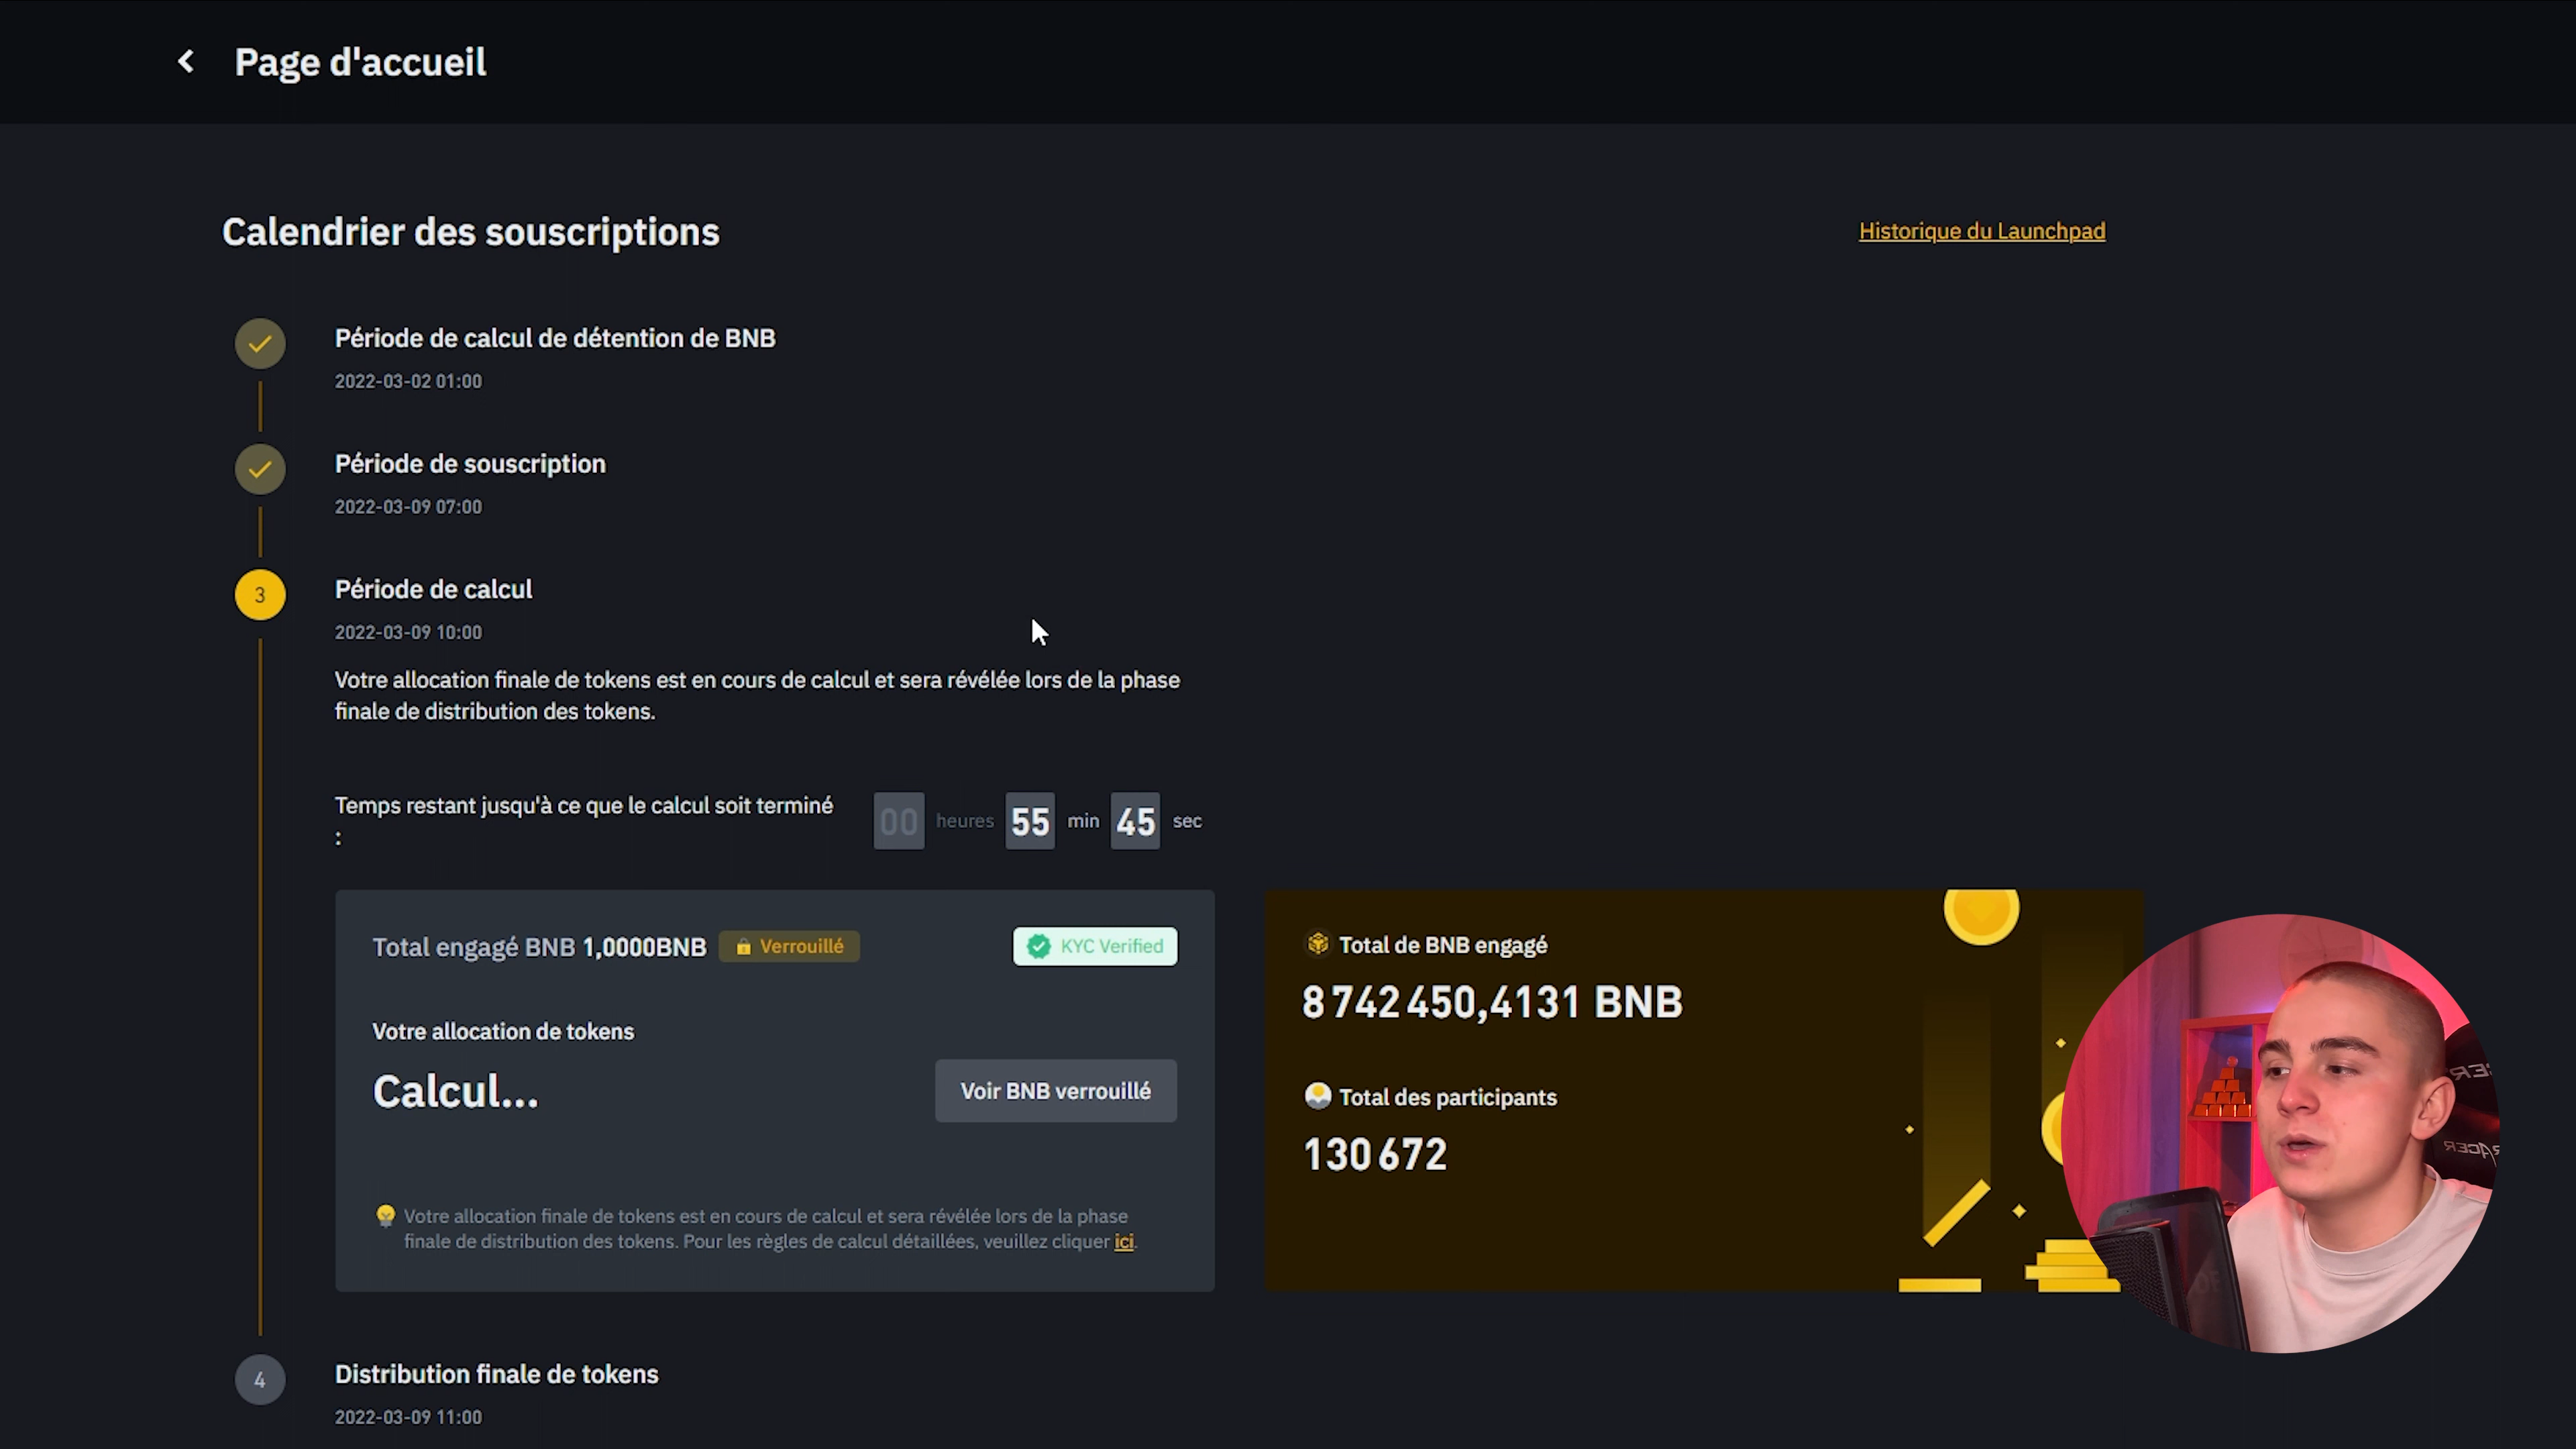 Page d'accueil
Calendrier des souscriptions
Historique du Launchpad
Période de calcul de détention de BNB
2022-03-02 01:00
Période de souscription
2022-03-09 07:00
3
Période de calcul
2022-03-09 10:00
Votre allocation finale de tokens est en cours de calcul et sera révélée lors de la phase
finale de distribution des tokens.
Temps restant jusqu'à ce que le calcul soit terminé
:
00 heures 55 min 45 sec
Total engagé BNB 1,0000BNB Verrouillé KYC Verified
Votre allocation de tokens
Calcul...
Voir BNB verrouillé
Votre allocation finale de tokens est en cours de calcul et sera révélée lors de la phase
finale de distribution des tokens. Pour les règles de calcul détaillées, veuillez cliquer ici.
Total de BNB engagé
8 742 450,4131 BNB
Total des participants
130 672
4
Distribution finale de tokens
2022-03-09 11:00